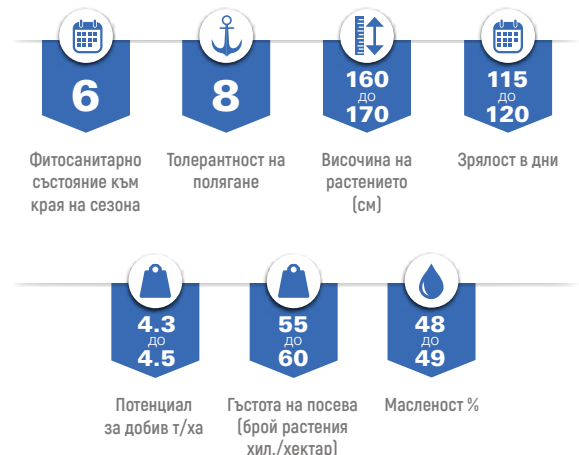 6
Фитосанитарно
състояние към
края на сезона
8
Толерантност на
полягане
160
до
170
Височина на
растението
(см)
115
до
120
Зрялост в дни
4.3
до
4.5
Потенциал
за добив т/ха
55
до
60
Гъстота на посева
(брой растения
хил./хектар)
48
до
49
Масленост %